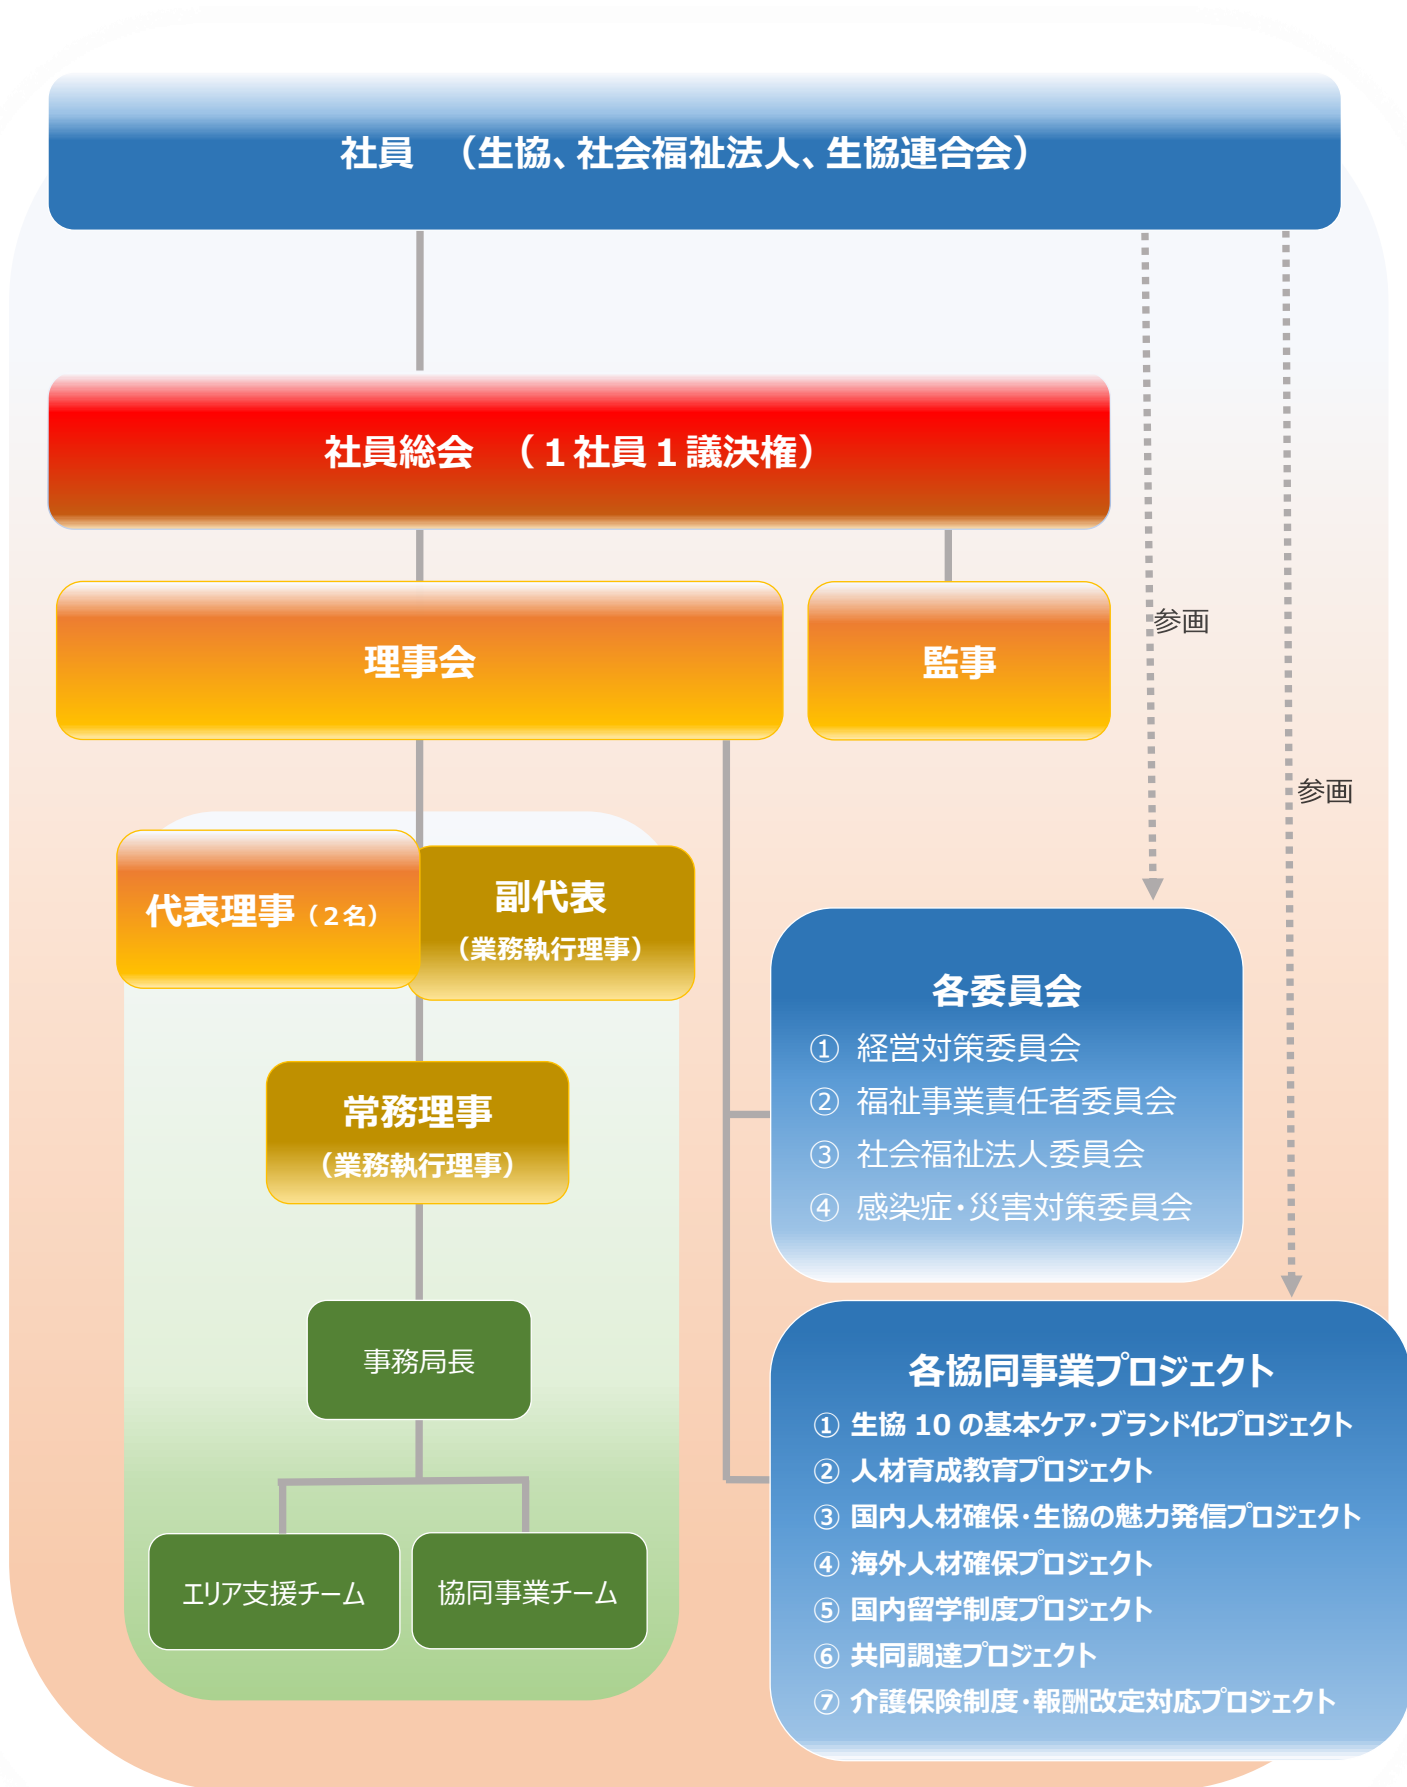 社員　（生協、社会福祉法人、生協連合会）
社員総会　（１社員１議決権）
理事会
監事
参画
参画
代表理事（２名）
副代表
（業務執行理事）
常務理事
（業務執行理事）
事務局長
エリア支援チーム
協同事業チーム
各委員会
① 経営対策委員会
② 福祉事業責任者委員会
③ 社会福祉法人委員会
④ 感染症・災害対策委員会
各協同事業プロジェクト
① 生協 10 の基本ケア・ブランド化プロジェクト
② 人材育成教育プロジェクト
③ 国内人材確保・生協の魅力発信プロジェクト
④ 海外人材確保プロジェクト
⑤ 国内留学制度プロジェクト
⑥ 共同調達プロジェクト
⑦ 介護保険制度・報酬改定対応プロジェクト